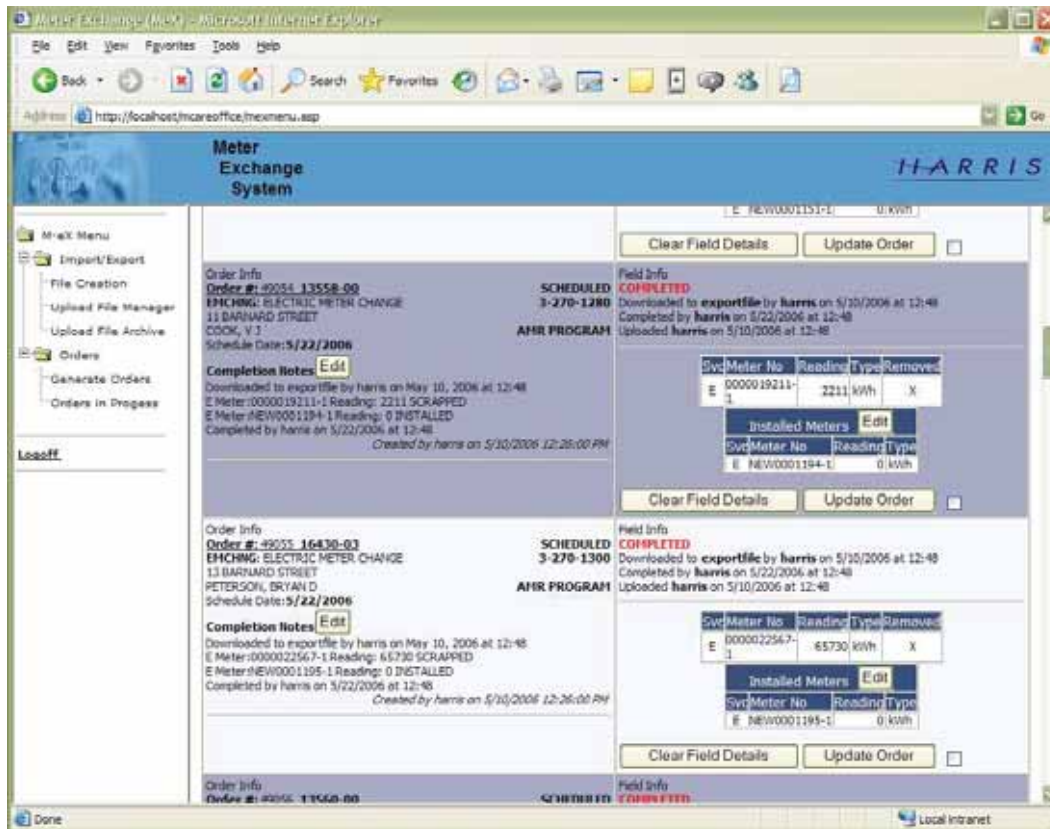 Meter Exchange (MeX) - Microsoft Internet Explorer
File Edit View Favorites Tools Help
Back Search Favorites
Address http://localhost/mcareoffice/mexmenu.asp Go
Meter
Exchange
System
HARRIS
M-eX Menu
Import/Export
File Creation
Upload File Manager
Upload File Archive
Orders
Generate Orders
Orders in Progess
Logoff
E NEW0001151-1 0 kWh
Clear Field Details Update Order
Order Info
Order #: 49054 13558-00 SCHEDULED
EMCHNG: ELECTRIC METER CHANGE 3-270-1280
11 BARNARD STREET
COOK, V J AMR PROGRAM
Schedule Date: 5/22/2006
Completion Notes Edit
Downloaded to exportfile by harris on May 10, 2006 at 12:48
E Meter:0000019211-1 Reading: 2211 SCRAPPED
E Meter:NEW0001194-1 Reading: 0 INSTALLED
Completed by harris on 5/22/2006 at 12:48
Created by harris on 5/10/2006 12:26:00 PM
Field Info
COMPLETED
Downloaded to exportfile by harris on 5/10/2006 at 12:48
Completed by harris on 5/22/2006 at 12:48
Uploaded harris on 5/10/2006 at 12:48
Svc Meter No Reading Type Removed
E 0000019211- 2211 kWh X
1
Installed Meters Edit
Svc Meter No Reading Type
E NEW0001194-1 0 kWh
Clear Field Details Update Order
Order Info
Order #: 49055 16430-03 SCHEDULED
EMCHNG: ELECTRIC METER CHANGE 3-270-1300
13 BARNARD STREET
PETERSON, BRYAN D AMR PROGRAM
Schedule Date: 5/22/2006
Completion Notes Edit
Downloaded to exportfile by harris on May 10, 2006 at 12:48
E Meter:0000022567-1 Reading: 65730 SCRAPPED
E Meter:NEW0001195-1 Reading: 0 INSTALLED
Completed by harris on 5/22/2006 at 12:48
Created by harris on 5/10/2006 12:26:00 PM
Field Info
COMPLETED
Downloaded to exportfile by harris on 5/10/2006 at 12:48
Completed by harris on 5/22/2006 at 12:48
Uploaded harris on 5/10/2006 at 12:48
Svc Meter No Reading Type Removed
E 0000022567- 65730 kWh X
1
Installed Meters Edit
Svc Meter No Reading Type
E NEW0001195-1 0 kWh
Clear Field Details Update Order
Order Info
Order #: 49056 13560-00 SCHEDULED
Field Info
COMPLETED
Done
Local intranet